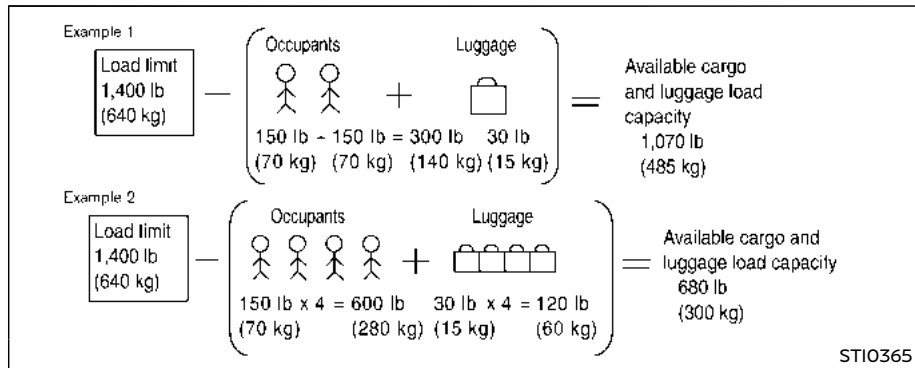 Example 1
Load limit
1,400 lb
(640 kg)
Occupants
Luggage
150 lb - 150 lb = 300 lb 30 lb
(70 kg) (70 kg) (140 kg) (15 kg)
Available cargo
and luggage load
capacity
1,070 lb
(485 kg)
Example 2
Load limit
1,400 lb
(640 kg)
Occupants
Luggage
150 lb x 4 = 600 lb 30 lb x 4 = 120 lb
(70 kg) (280 kg) (15 kg) (60 kg)
Available cargo and
luggage load capacity
680 lb
(300 kg)
STI0365